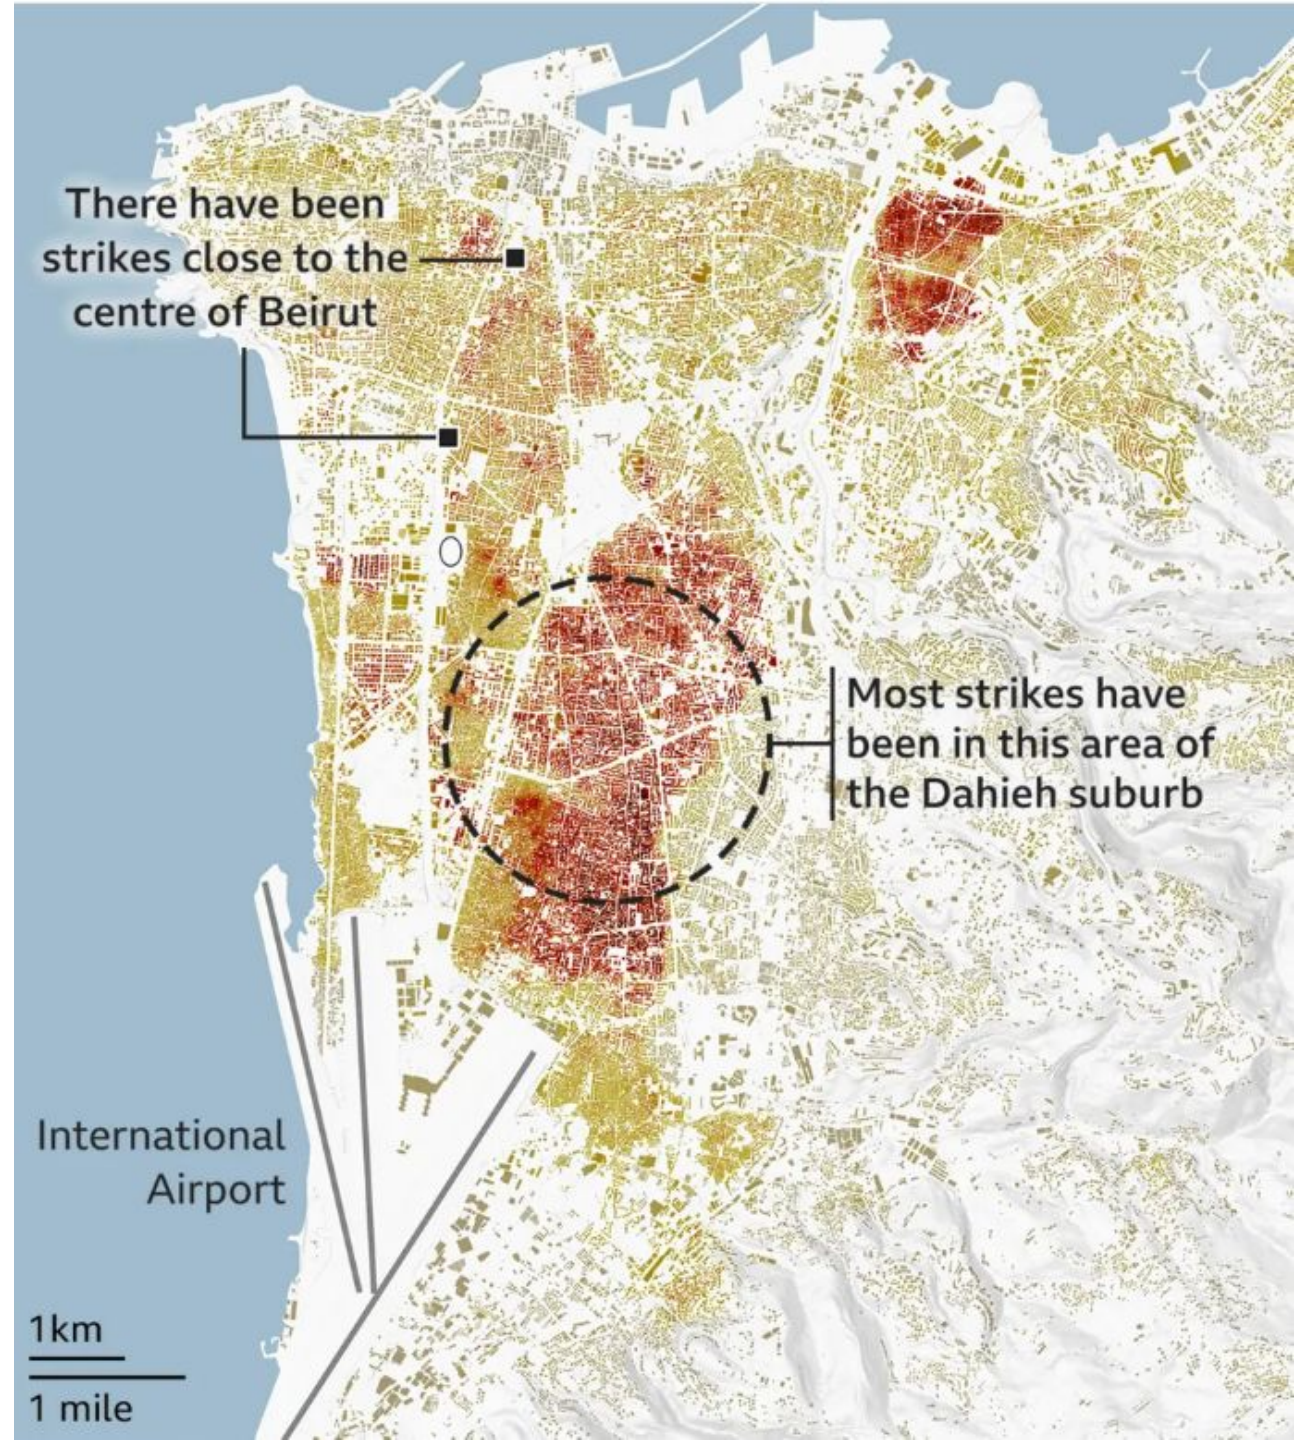 There have been
strikes close to the
centre of Beirut
Most strikes have
been in this area of
the Dahieh suburb
International
Airport
1km
1 mile